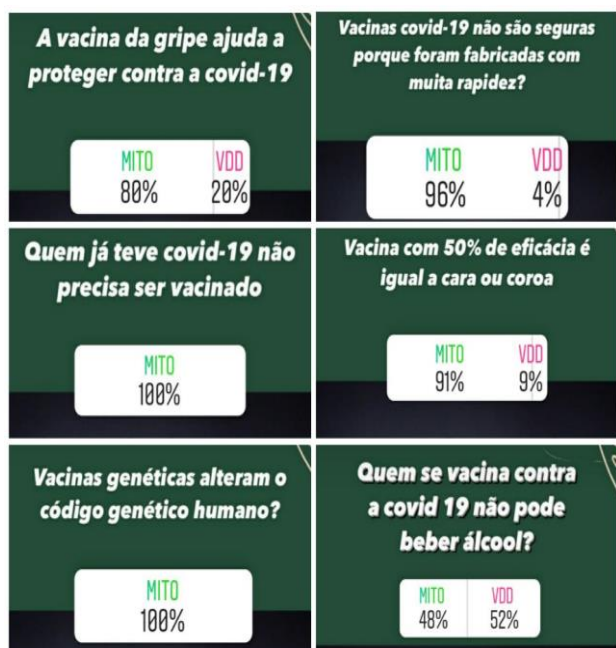 A vacina da gripe ajuda a
proteger contra a covid-19
MITO VDD
80% 20%
Vacinas covid-19 não são seguras
porque foram fabricadas com
muita rapidez?
MITO VDD
96% 4%
Quem já teve covid-19 não
precisa ser vacinado
MITO
100%
Vacina com 50% de eficácia é
igual a cara ou coroa
MITO VDD
91% 9%
Vacinas genéticas alteram o
código genético humano?
MITO
100%
Quem se vacina contra
a covid 19 não pode
beber álcool?
MITO VDD
48% 52%